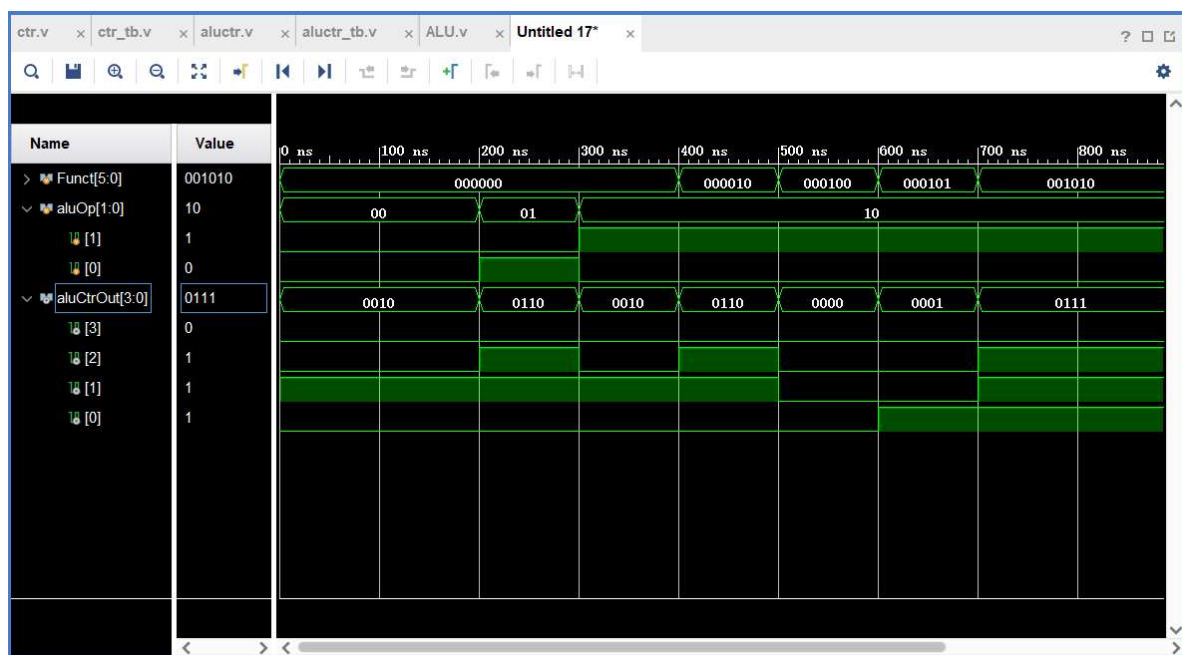 ctr.v × ctr_tb.v × aluctr.v × aluctr_tb.v × ALU.v × Untitled 17* × ?
Name Value 0 ns 100 ns 200 ns 300 ns 400 ns 500 ns 600 ns 700 ns 800 ns
Funct[5:0] 001010 000000 000010 000100 000101 001010
aluOp[1:0] 10 00 01 10
[1] 1
[0] 0
aluCtrOut[3:0] 0111 0010 0110 0010 0110 0000 0001 0111
[3] 0
[2] 1
[1] 1
[0] 1